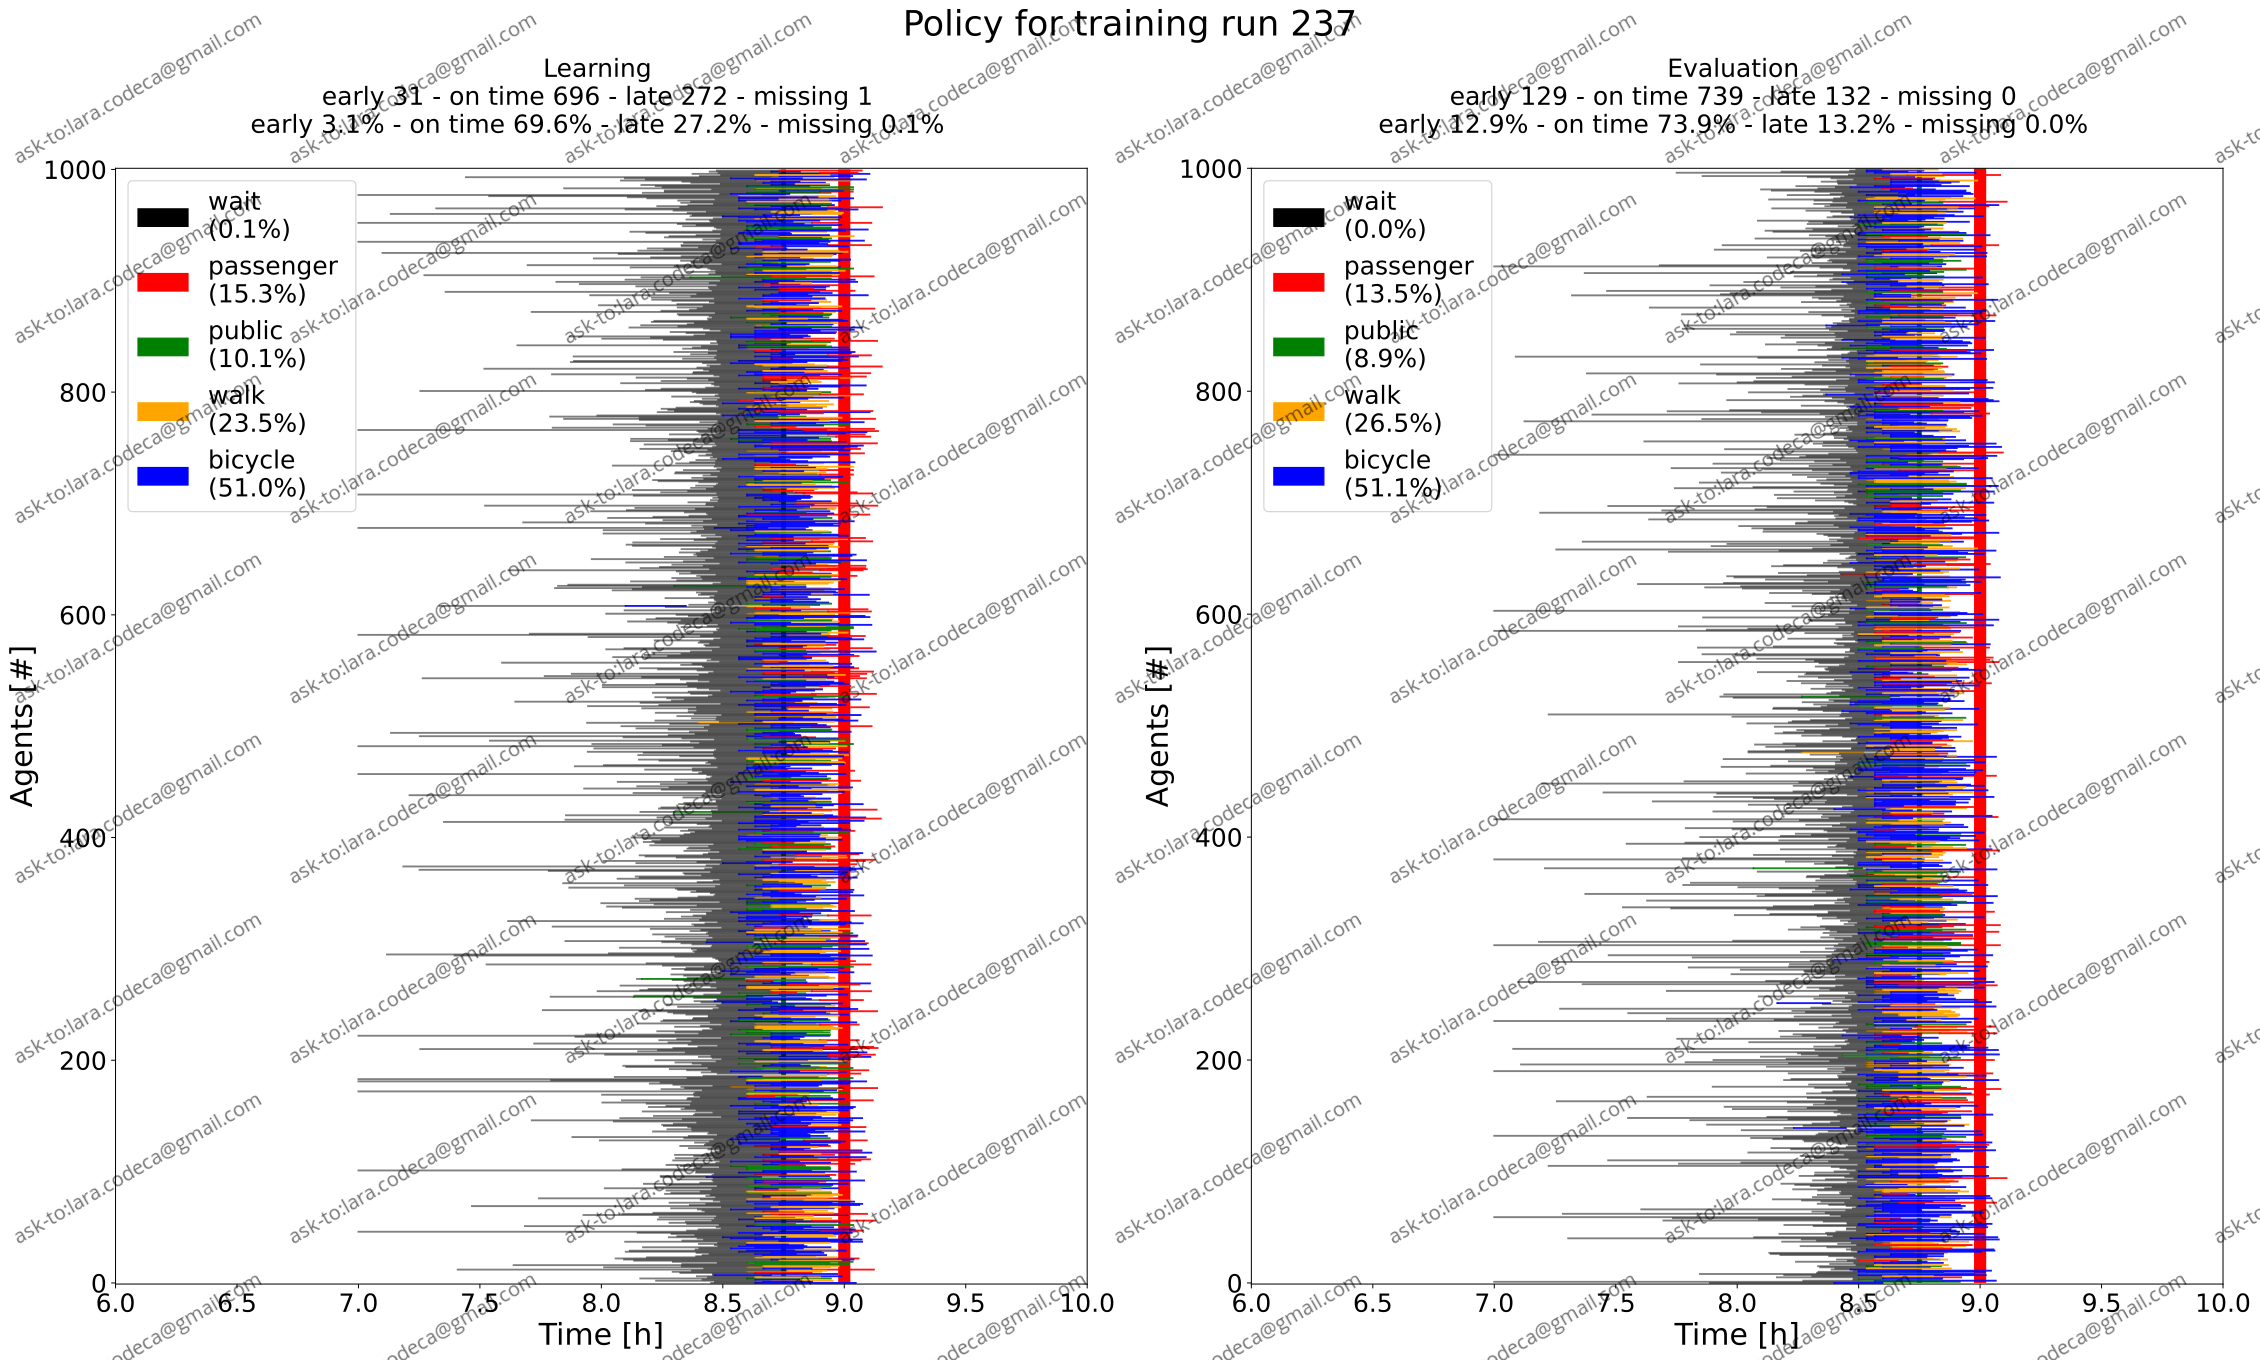 Policy for training run 237
Learning
early 31 - on time 696 - late 272 - missing 1
early 3.1% - on time 69.6% - late 27.2% - missing 0.1%
1000
800
600
400
200
0
Agents [#]
wait
(0.1%)
passenger
(15.3%)
public
(10.1%)
walk
(23.5%)
bicycle
(51.0%)
6.0 6.5 7.0 7.5 8.0 8.5 9.0 9.5 10.0
Time [h]
Evaluation
early 129 - on time 739 - late 132 - missing 0
early 12.9% - on time 73.9% - late 13.2% - missing 0.0%
1000
800
600
400
200
0
Agents [#]
wait
(0.0%)
passenger
(13.5%)
public
(8.9%)
walk
(26.5%)
bicycle
(51.1%)
6.0 6.5 7.0 7.5 8.0 8.5 9.0 9.5 10.0
Time [h]
ask-to:lara.codeca@gmail.com